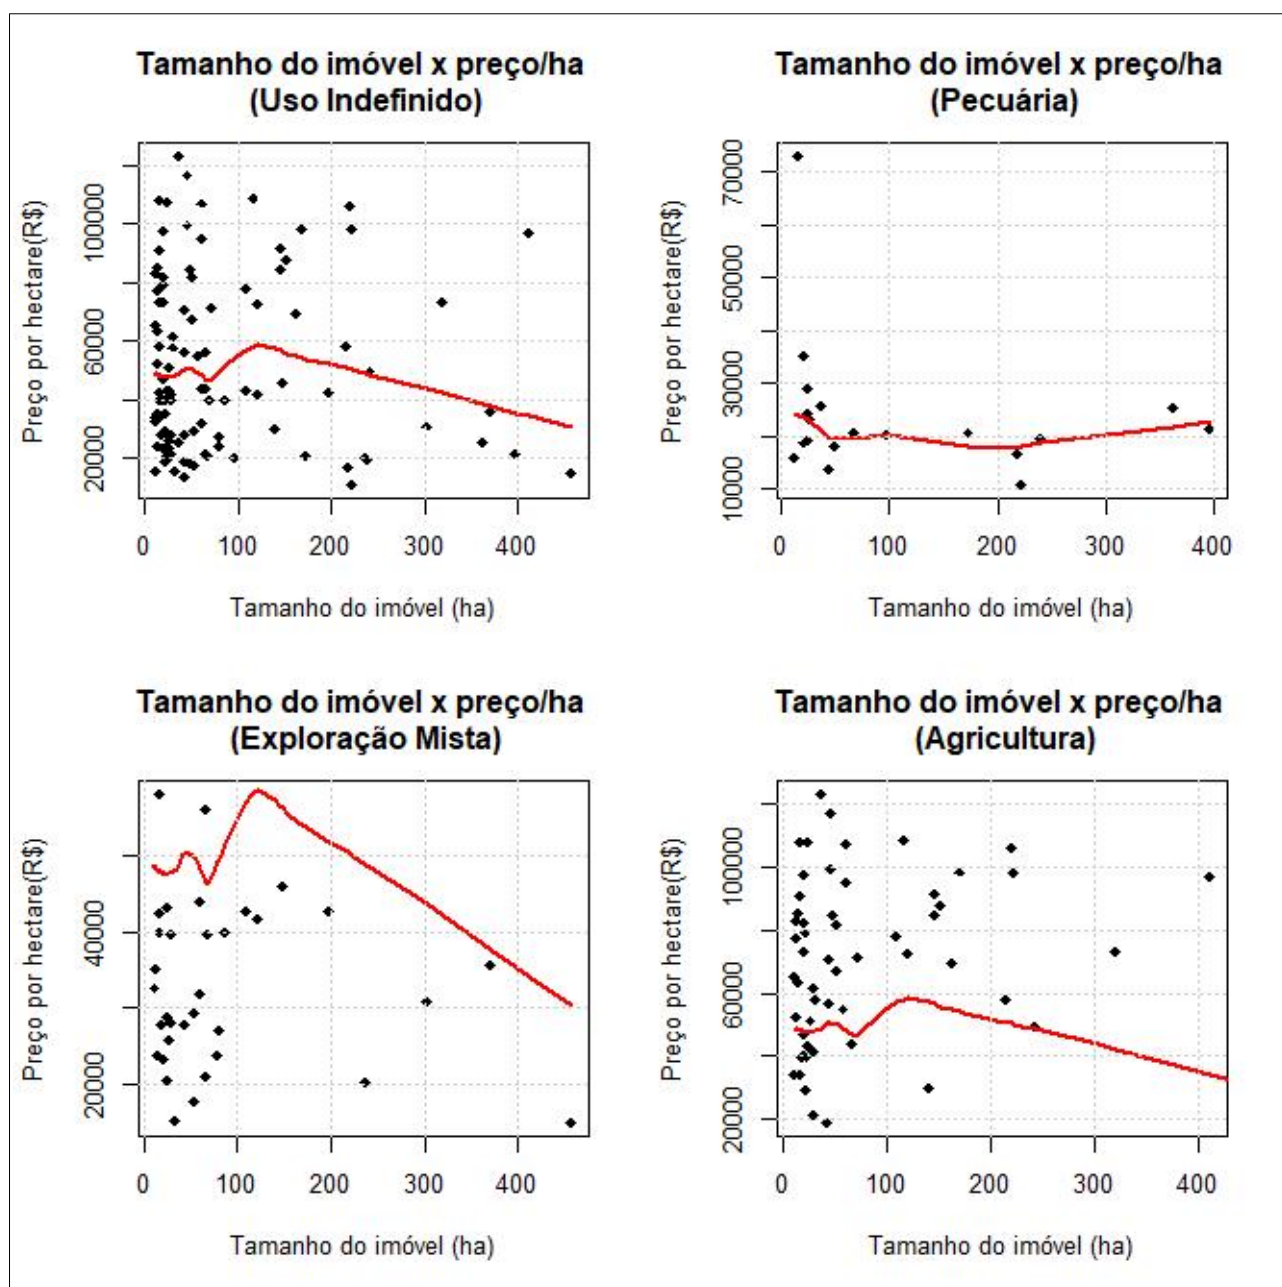 Tamanho do imóvel x preço/ha
(Uso Indefinido)
Preço por hectare(R$)
100000
60000
20000
0 100 200 300 400
Tamanho do imóvel (ha)
Tamanho do imóvel x preço/ha
(Pecuária)
Preço por hectare(R$)
70000
50000
30000
10000
0 100 200 300 400
Tamanho do imóvel (ha)
Tamanho do imóvel x preço/ha
(Exploração Mista)
Preço por hectare(R$)
40000
20000
0 100 200 300 400
Tamanho do imóvel (ha)
Tamanho do imóvel x preço/ha
(Agricultura)
Preço por hectare(R$)
100000
60000
20000
0 100 200 300 400
Tamanho do imóvel (ha)